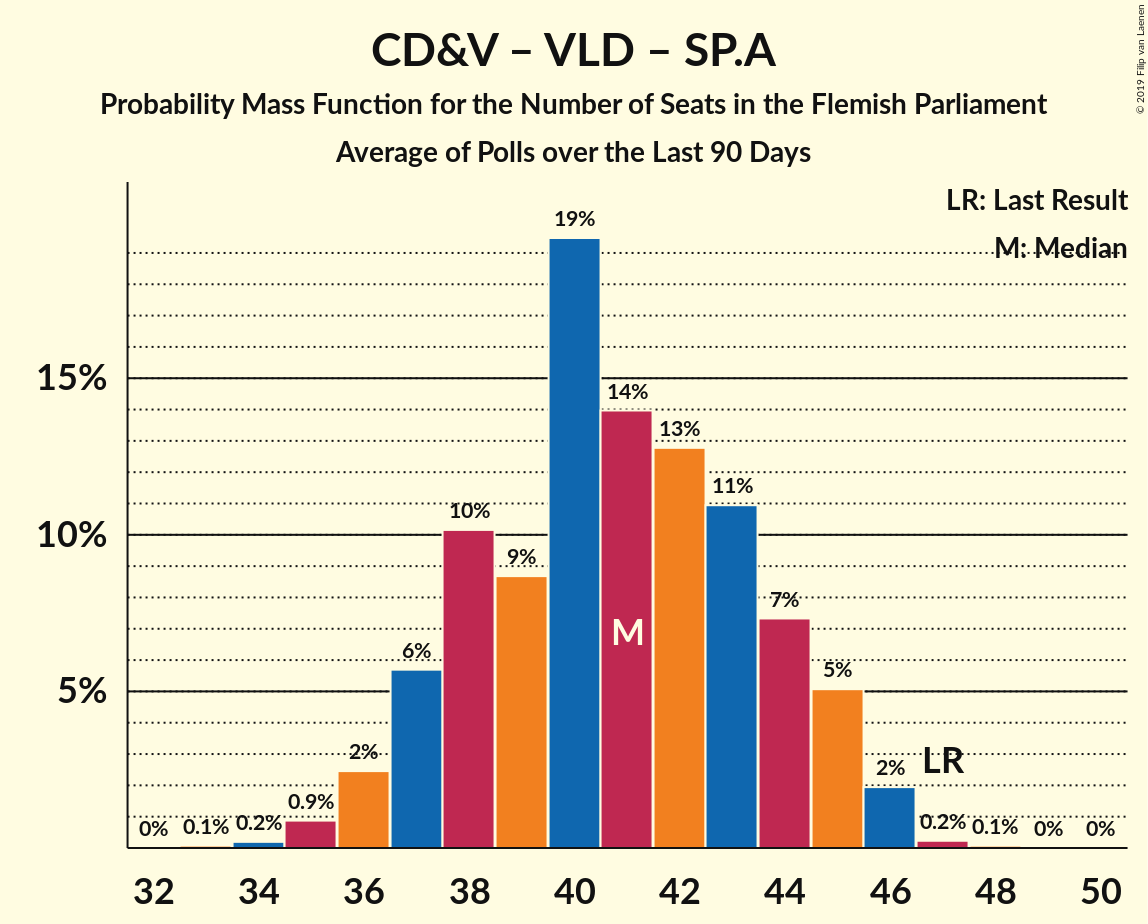 CD&V – VLD – SP.A
Probability Mass Function for the Number of Seats in the Flemish Parliament
Average of Polls over the Last 90 Days
© 2019 Filip van Laenen
LR: Last Result
M: Median
19%
15%
14%
13%
11%
10%
10%
9%
7%
6%
5%
5%
M
LR
2%
2%
0.9%
0% 0.1% 0.2% 0.2% 0.1% 0% 0%
32 34 36 38 40 42 44 46 48 50